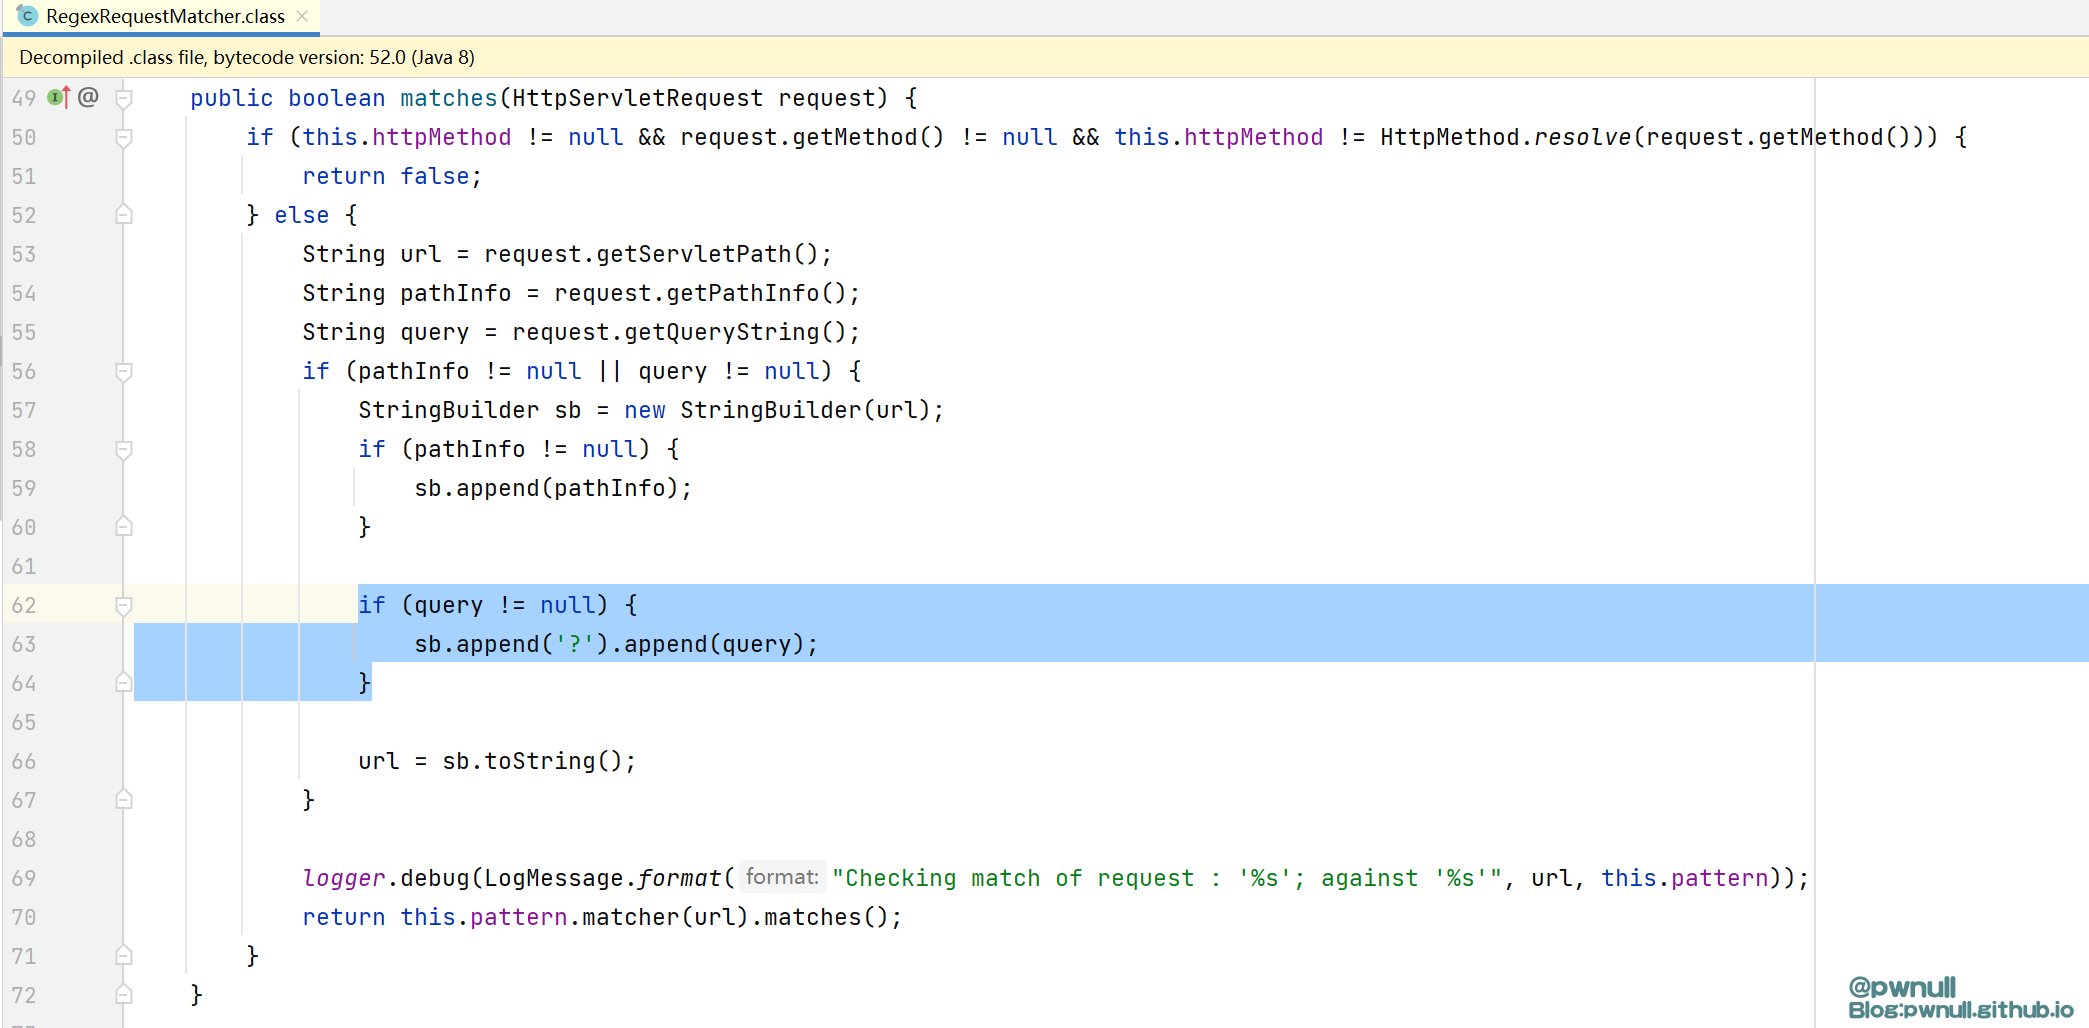 RegexRequestMatcher.class
Decompiled .class file, bytecode version: 52.0 (Java 8)
49 @ public boolean matches(HttpServletRequest request) {
50 if (this.httpMethod != null && request.getMethod() != null && this.httpMethod != HttpMethod.resolve(request.getMethod())) {
51 return false;
52 } else {
53 String url = request.getServletPath();
54 String pathInfo = request.getPathInfo();
55 String query = request.getQueryString();
56 if (pathInfo != null || query != null) {
57 StringBuilder sb = new StringBuilder(url);
58 if (pathInfo != null) {
59 sb.append(pathInfo);
60 }
61
62 if (query != null) {
63 sb.append('?').append(query);
64 }
65
66 url = sb.toString();
67 }
68
69 logger.debug(LogMessage.format( format: "Checking match of request : '%s'; against '%s'", url, this.pattern));
70 return this.pattern.matcher(url).matches();
71 }
72 }
@pwnull
Blog:pwnull.github.io